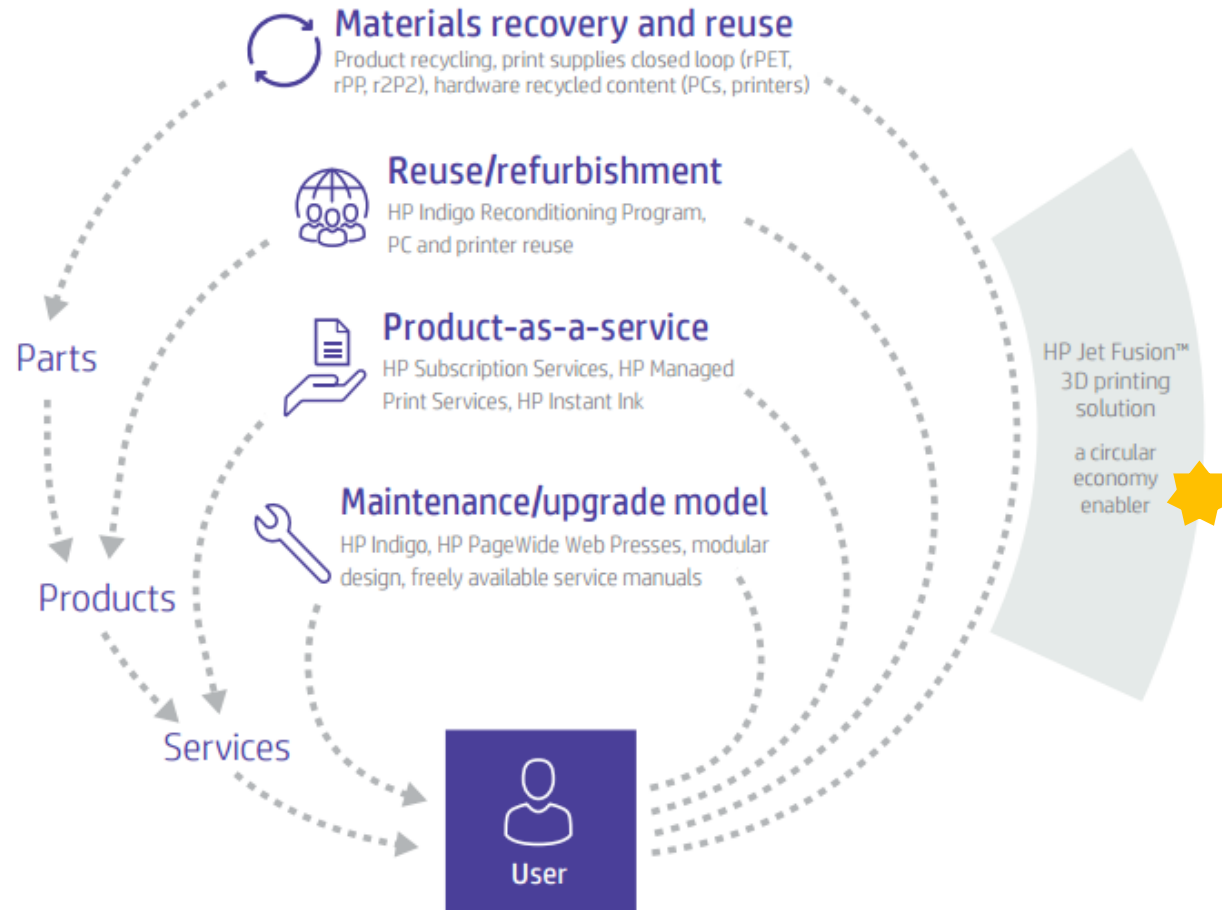 Materials recovery and reuse
Product recycling, print supplies closed loop (rPET,
rPP, r2P2), hardware recycled content (PCs, printers)
Reuse/refurbishment
HP Indigo Reconditioning Program,
PC and printer reuse
Product-as-a-service
HP Subscription Services, HP Managed
Print Services, HP Instant Ink
Maintenance/upgrade model
HP Indigo, HP PageWide Web Presses, modular
design, freely available service manuals
Parts
Products
Services
User
HP Jet Fusion™
3D printing
solution
a circular
economy
enabler